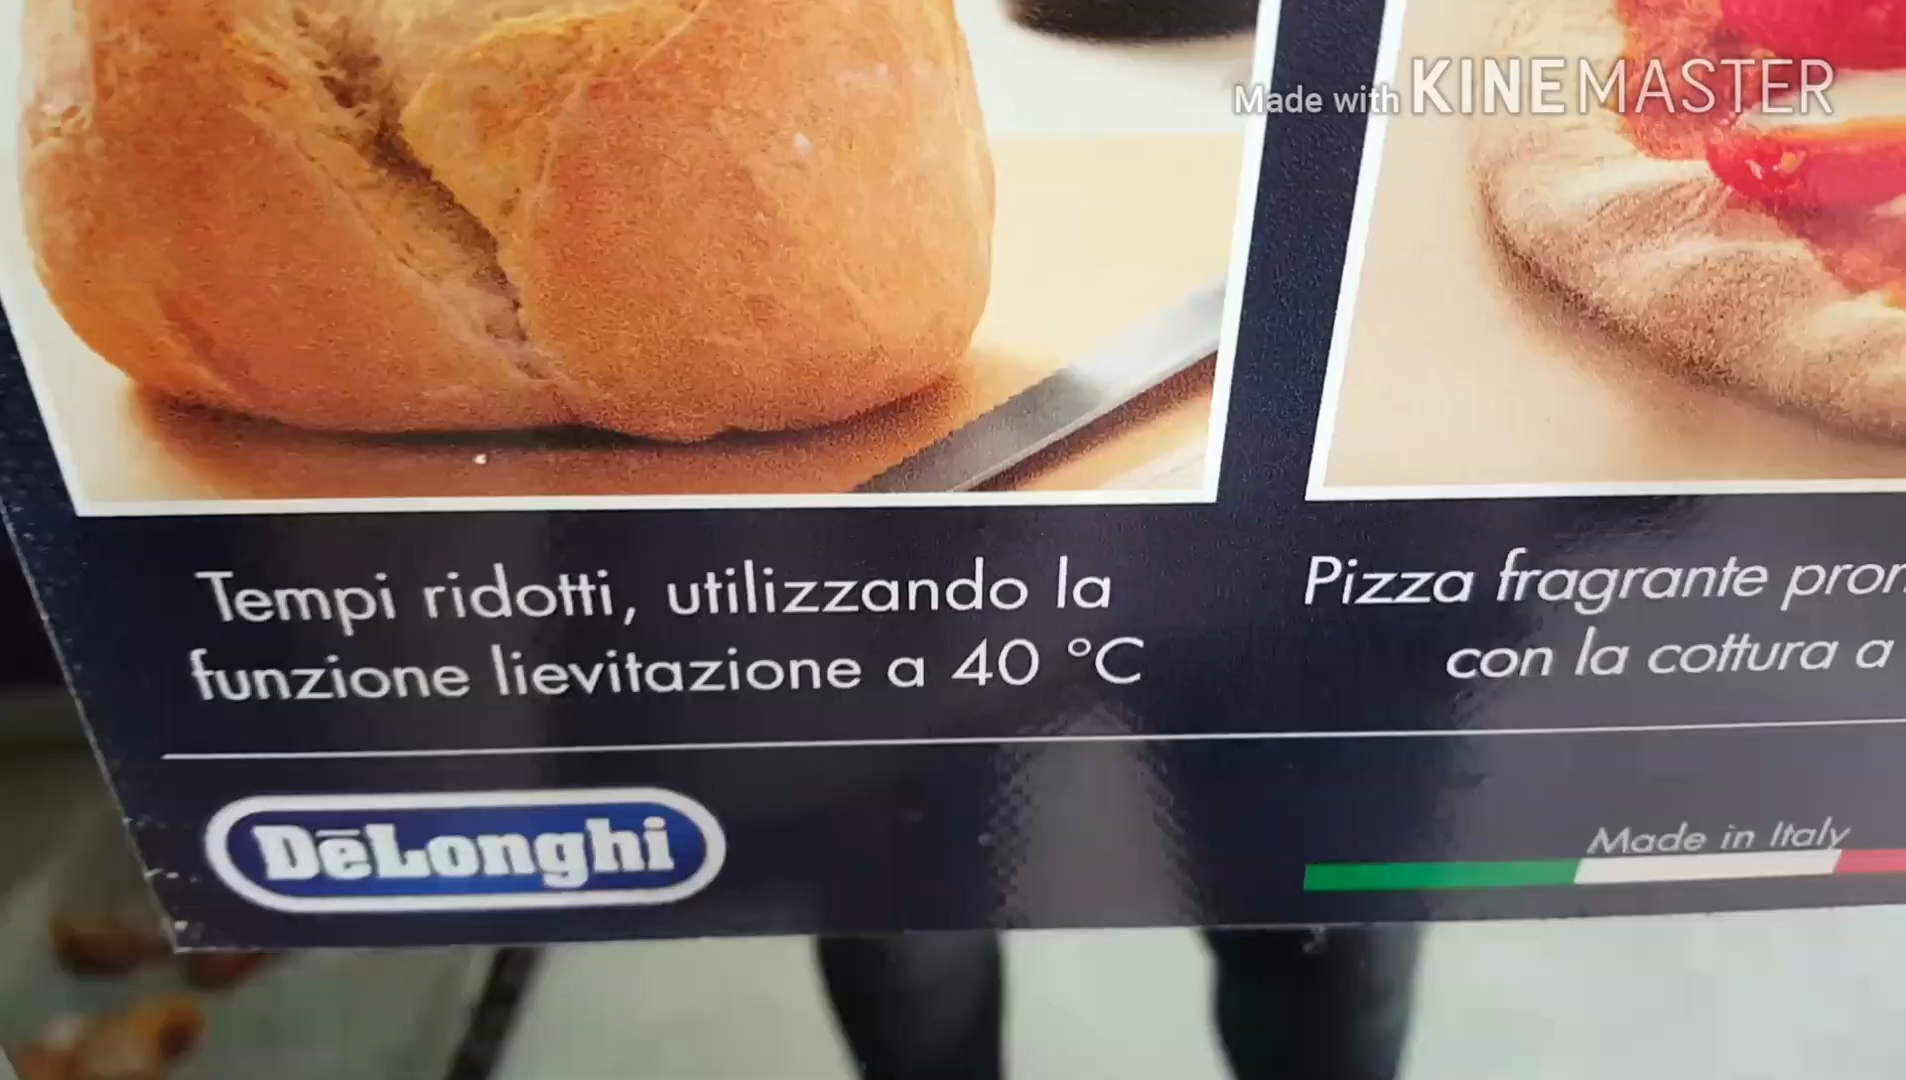 Made with KINEMASTER
Tempi ridotti, utilizzando la
funzione lievitazione a 40 °C
Pizza fragrante
con la cottura a
DēLonghi
Made in Italy